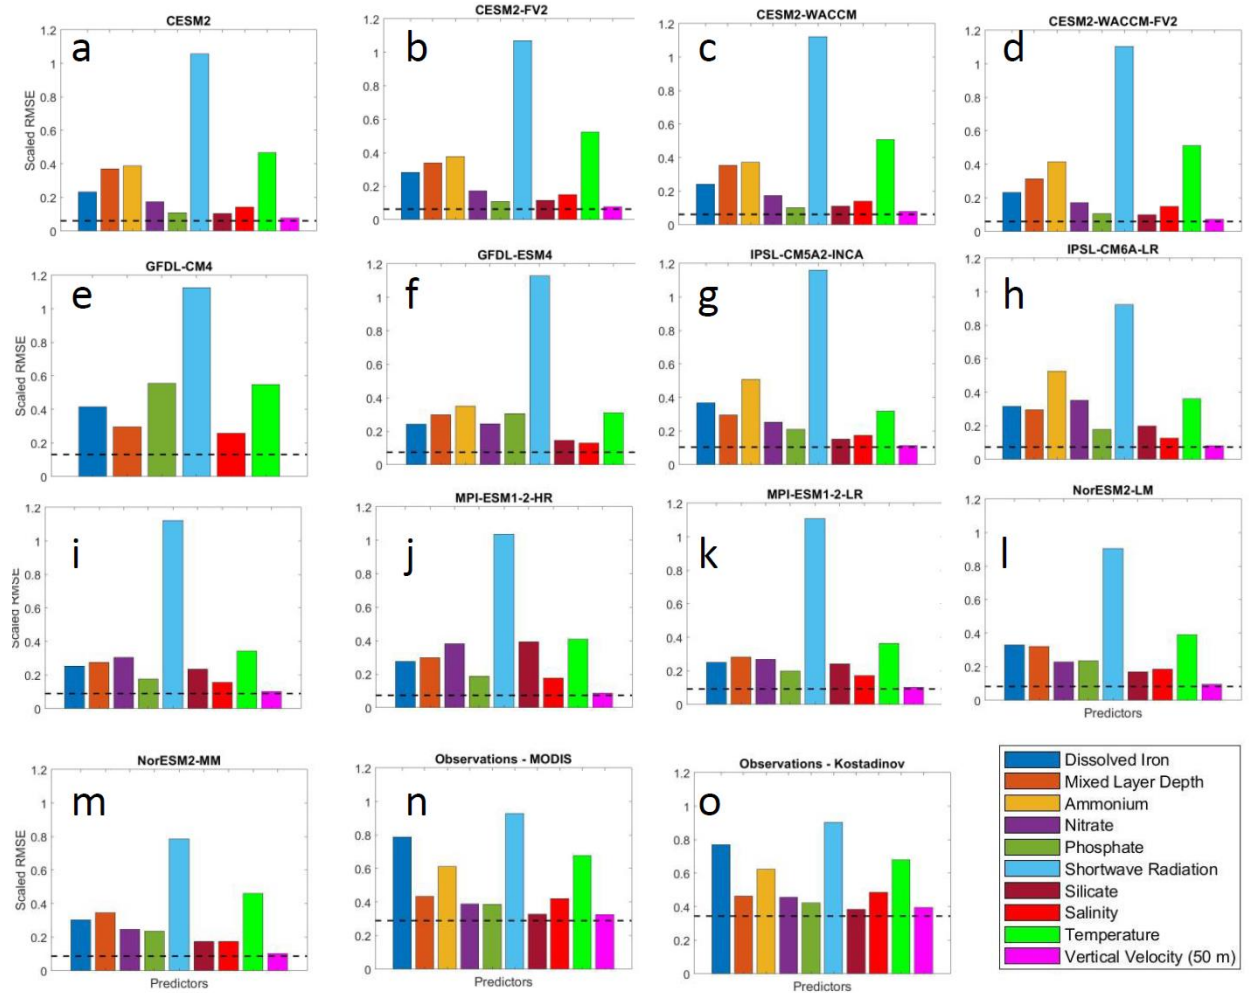 CESM2
CESM2-FV2
CESM2-WACCM
CESM2-WACCM-FV2
a
b
c
d
Scaled RMSE
1.2
1
0.8
0.6
0.4
0.2
0
1.2
1
0.8
0.6
0.4
0.2
0
1.2
1
0.8
0.6
0.4
0.2
0
1.2
1
0.8
0.6
0.4
0.2
0
GFDL-CM4
GFDL-ESM4
IPSL-CM5A2-INCA
IPSL-CM6A-LR
e
f
g
h
Scaled RMSE
1.2
1
0.8
0.6
0.4
0.2
0
1.2
1
0.8
0.6
0.4
0.2
0
1.2
1
0.8
0.6
0.4
0.2
0
1.2
1
0.8
0.6
0.4
0.2
0
MPI-ESM1-2-HR
MPI-ESM1-2-LR
NorESM2-LM
i
j
k
l
Scaled RMSE
1.2
1
0.8
0.6
0.4
0.2
0
1.2
1
0.8
0.6
0.4
0.2
0
1.2
1
0.8
0.6
0.4
0.2
0
1.2
1
0.8
0.6
0.4
0.2
0
Predictors
NorESM2-MM
Observations - MODIS
Observations - Kostadinov
m
n
o
Scaled RMSE
1.2
1
0.8
0.6
0.4
0.2
0
Predictors
1.2
1
0.8
0.6
0.4
0.2
0
Predictors
1.2
1
0.8
0.6
0.4
0.2
0
Predictors
Dissolved Iron
Mixed Layer Depth
Ammonium
Nitrate
Phosphate
Shortwave Radiation
Silicate
Salinity
Temperature
Vertical Velocity (50 m)